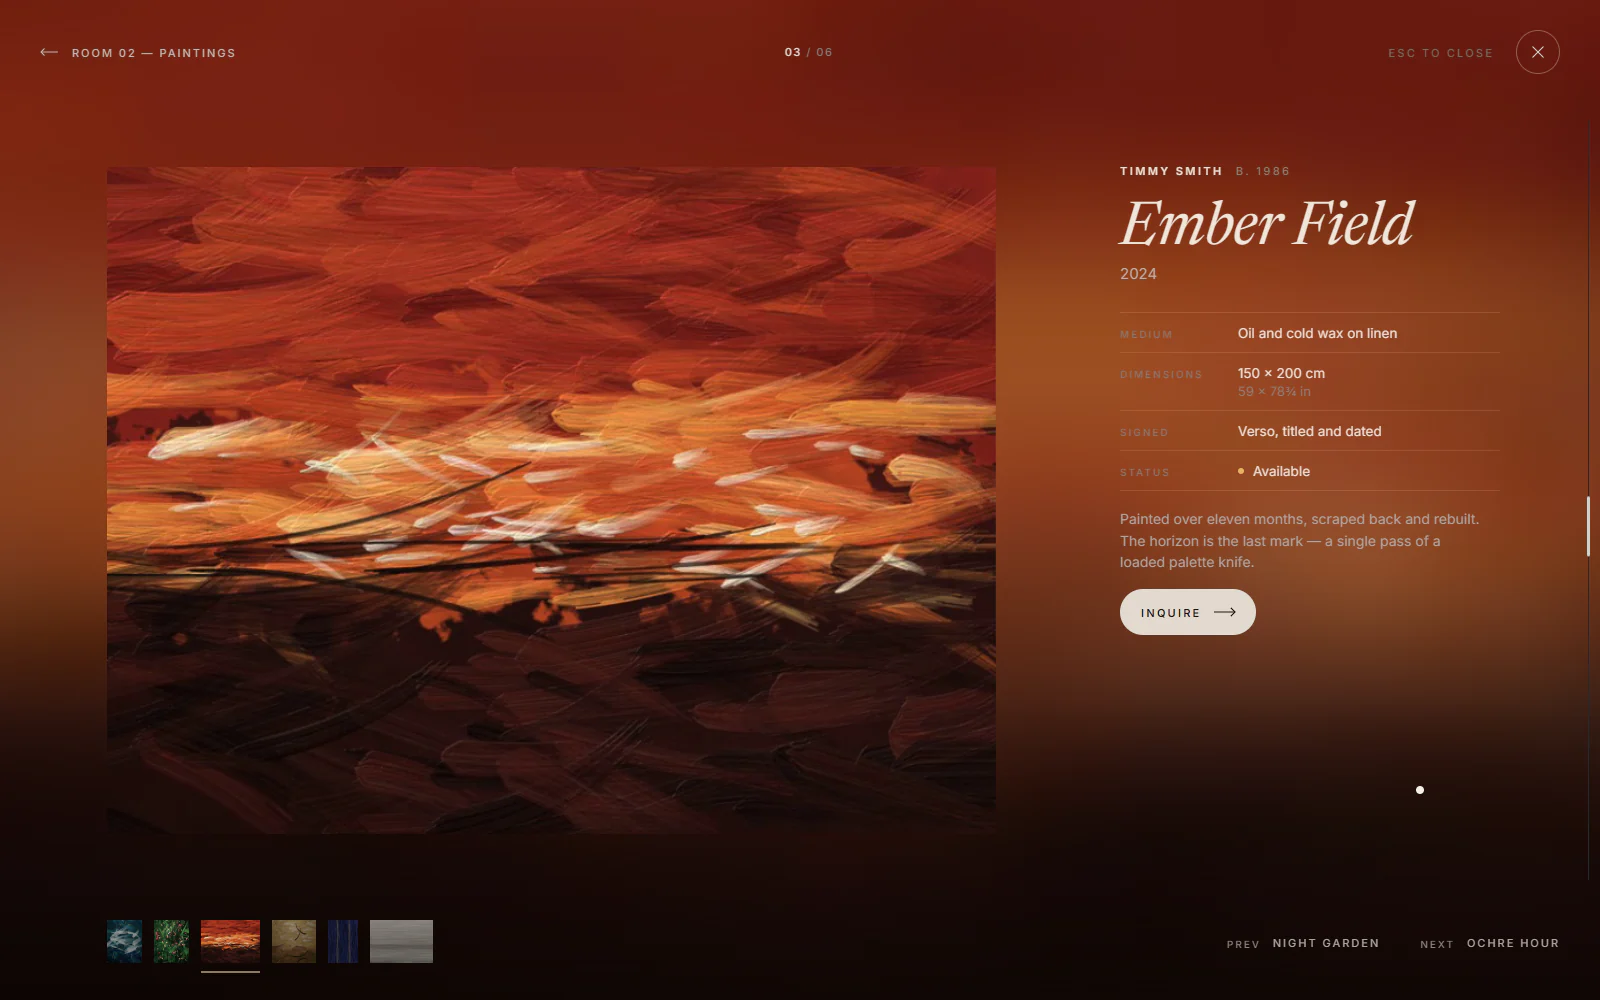 ROOM 02 — PAINTINGS
03 / 06
ESC TO CLOSE
TIMMY SMITH B. 1986
Ember Field
2024
MEDIUM Oil and cold wax on linen
DIMENSIONS 150 × 200 cm
59 × 78¾ in
SIGNED Verso, titled and dated
STATUS Available
Painted over eleven months, scraped back and rebuilt.
The horizon is the last mark — a single pass of a
loaded palette knife.
INQUIRE
PREV NIGHT GARDEN NEXT OCHRE HOUR